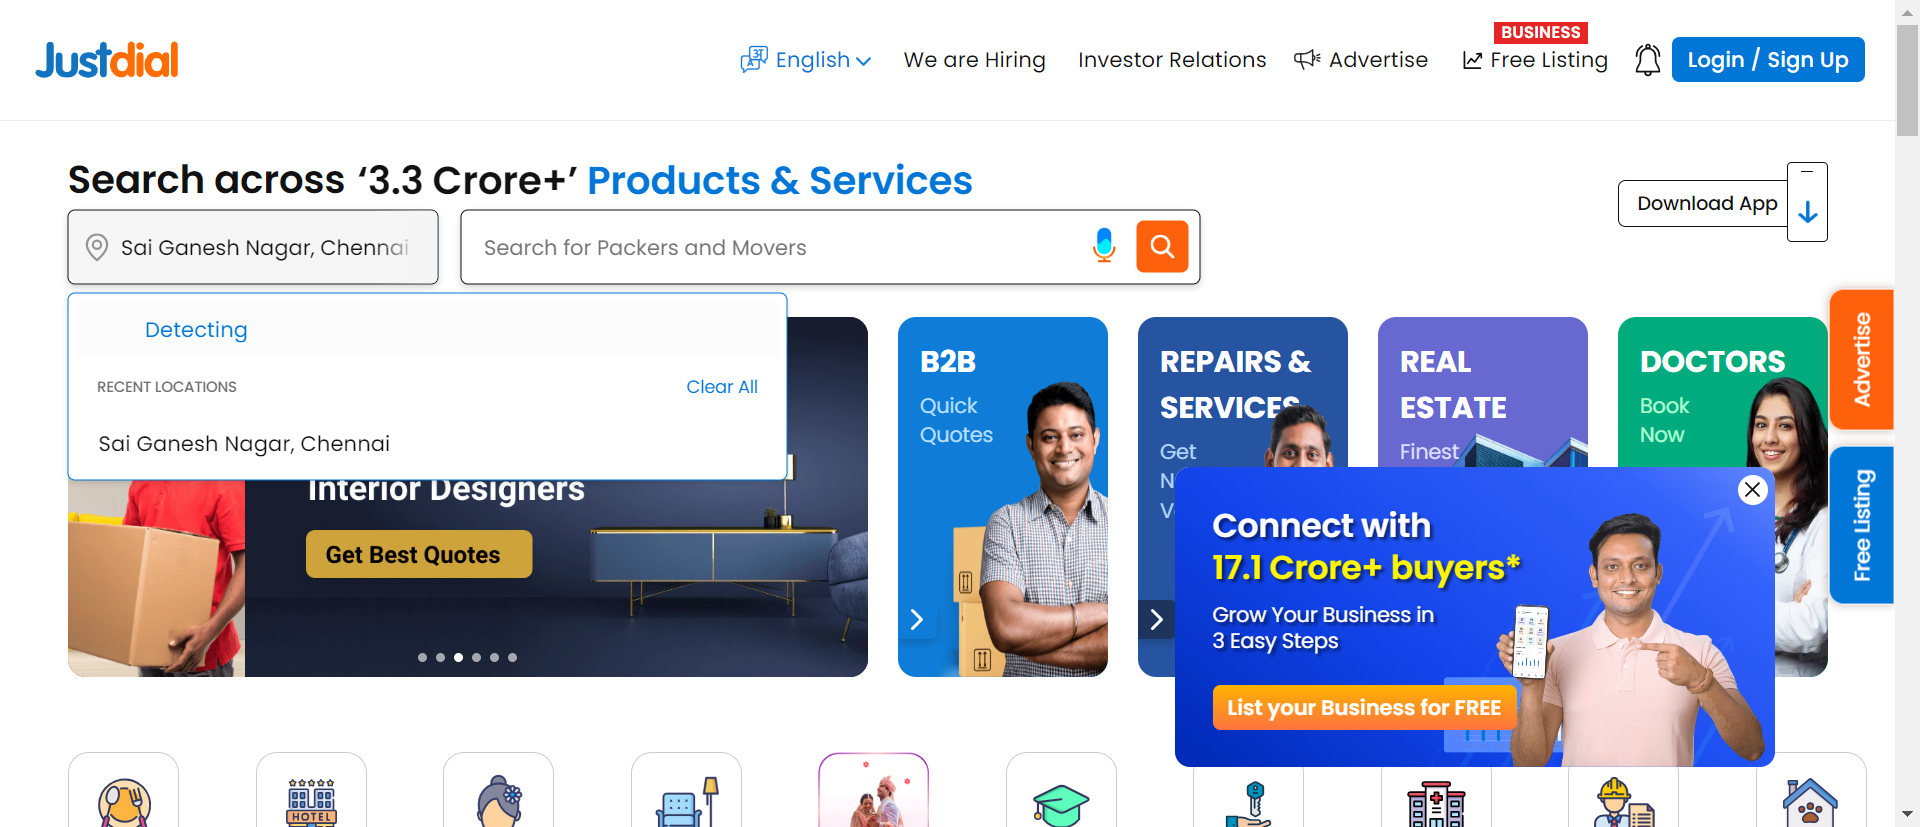 Justdial
English
We are Hiring
Investor Relations
Advertise
BUSINESS
Free Listing
Login / Sign Up
Search across ‘3.3 Crore+’ Products & Services
Download App
Sai Ganesh Nagar, Chennai
Search for Packers and Movers
Detecting
RECENT LOCATIONS
Clear All
Sai Ganesh Nagar, Chennai
Interior Designers
Get Best Quotes
B2B
Quick
Quotes
REPAIRS &
SERVICES
Get
REAL
ESTATE
Finest
DOCTORS
Book
Now
Advertise
Free Listing
Connect with
17.1 Crore+ buyers*
Grow Your Business in
3 Easy Steps
List your Business for FREE
HOTEL